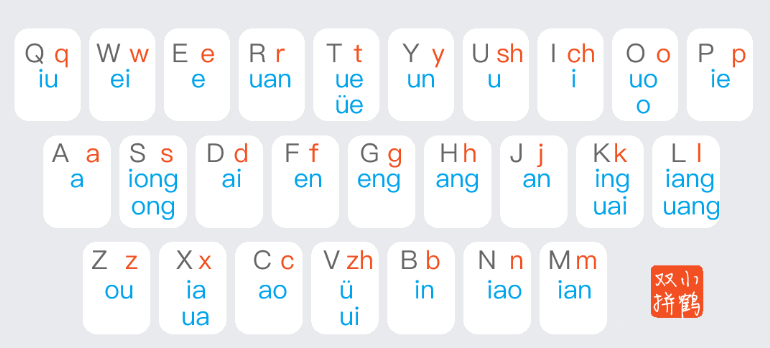 Q q W w E e R r T t Y y U sh I ch O o P p
iu ei e uan ue un u i uo ie
üe o
A a S s D d F f G g H h J j K k L l
a iong ai en eng ang an ing iang
ong uai uang
Z z X x C c V zh B b N n M m
ou ia ao ü in iao ian
ua ui
小鹤
双拼